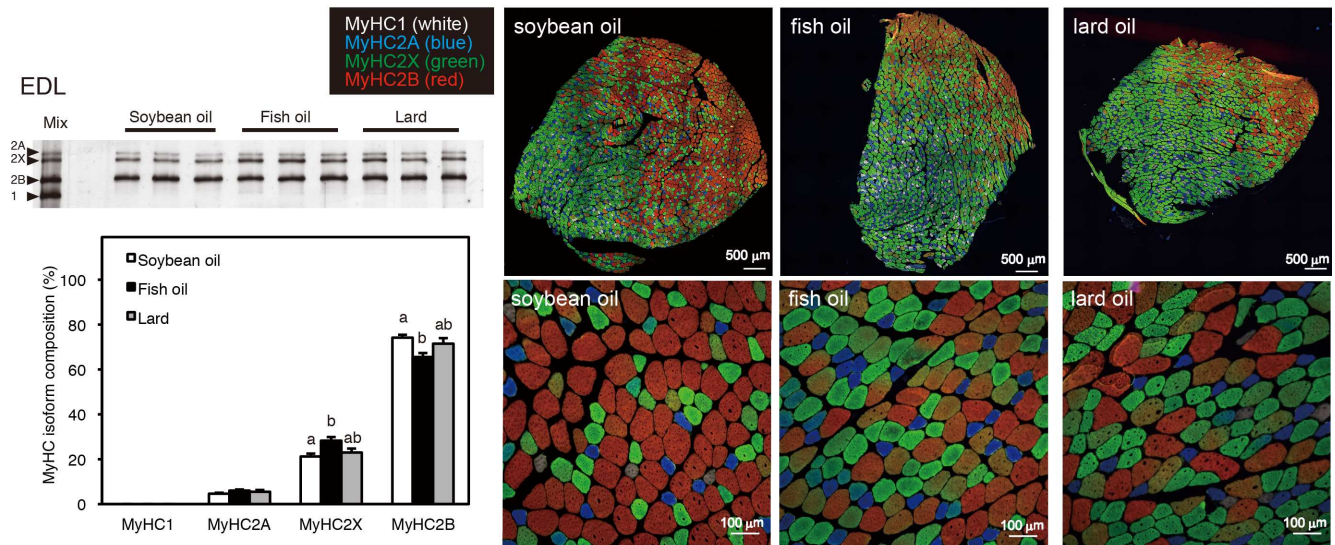 MyHC1 (white)
MyHC2A (blue)
MyHC2X (green)
MyHC2B (red)
EDL
Mix
Soybean oil
Fish oil
Lard
2A
2X
2B
1
MyHC isoform composition (%)
100
80
60
40
20
0
Soybean oil
Fish oil
Lard
a
b
ab
a
b
ab
MyHC1
MyHC2A
MyHC2X
MyHC2B
soybean oil
500 μm
fish oil
500 μm
lard oil
500 μm
soybean oil
100 μm
fish oil
100 μm
lard oil
100 μm